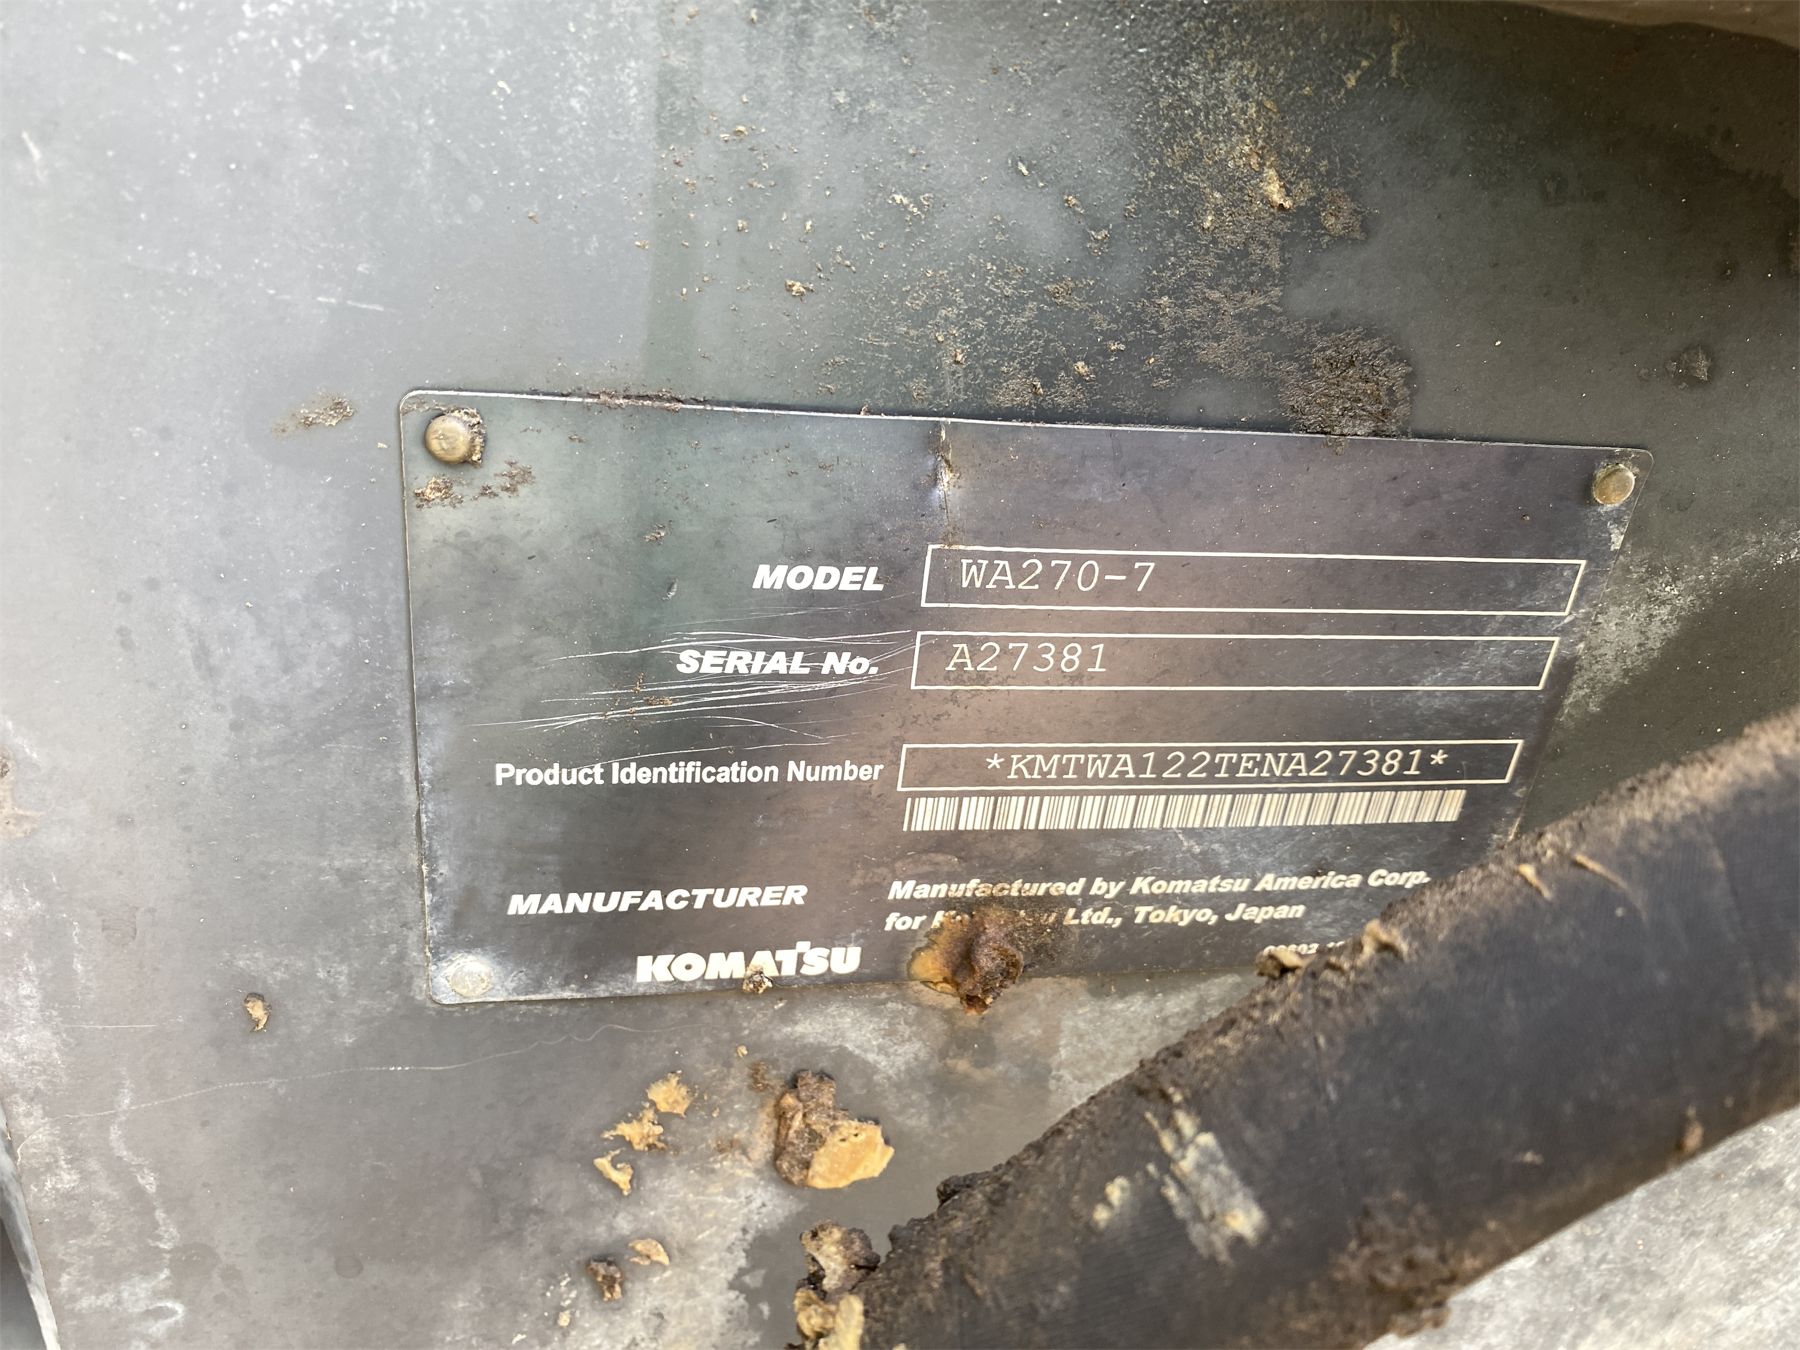 MODEL WA270-7
SERIAL No. A27381
Product Identification Number *KMTWA122TENA27381*
MANUFACTURER Manufactured by Komatsu America Corp.
for Ltd., Tokyo, Japan
KOMATSU